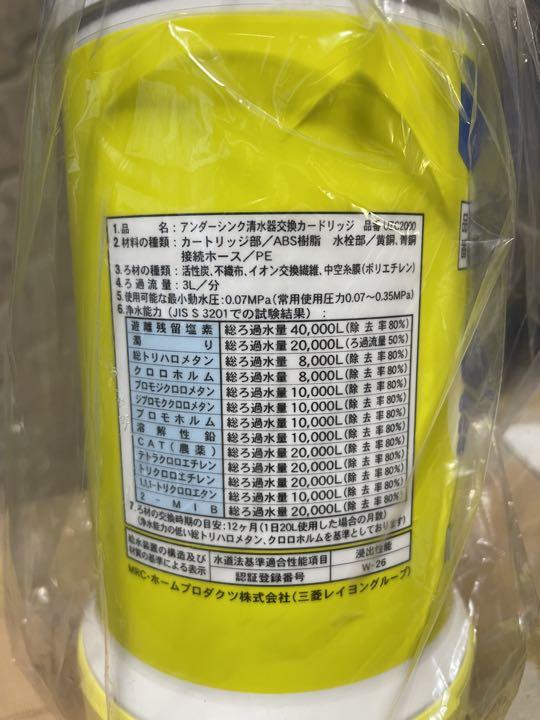 1.品　　名：アンダーシンク清水器交換カードリッジ 品番 UZC2000
2.材料の種類：カートリッジ部／ABS樹脂 水栓部／黄銅、青銅
接続ホース／PE
3.ろ材の種類：活性炭、不織布、イオン交換繊維、中空糸膜(ポリエチレン)
4.ろ過流量：3L／分
5.使用可能な最小動水圧：0.07MPa(常用使用圧力0.07～0.35MPa)
6.浄水能力(JIS S 3201での試験結果)：
遊離残留塩素 総ろ過水量 40,000L(除去率80%)
濁り 総ろ過水量 20,000L(ろ過流量50%)
総トリハロメタン 総ろ過水量 8,000L(除去率80%)
クロロホルム 総ろ過水量 8,000L(除去率80%)
ブロモジクロロメタン 総ろ過水量 10,000L(除去率80%)
ジブロモクロロメタン 総ろ過水量 10,000L(除去率80%)
ブロモホルム 総ろ過水量 10,000L(除去率80%)
溶解性鉛 総ろ過水量 10,000L(除去率80%)
CAT(農薬) 総ろ過水量 20,000L(除去率80%)
テトラクロロエチレン 総ろ過水量 20,000L(除去率80%)
トリクロロエチレン 総ろ過水量 20,000L(除去率80%)
1,1,1-トリクロロエタン 総ろ過水量 10,000L(除去率80%)
2-MIB 総ろ過水量 20,000L(除去率80%)
7.ろ材の交換時期の目安：12ヶ月(1日20L使用した場合の月数)
(浄水能力の低い総トリハロメタン、クロロホルムを基準としております)
給水装置の構造及び材質の基準による表示 水道法基準適合性能項目 浸出性能
認証登録番号 W-26
MRC・ホームプロダクツ株式会社(三菱レイヨングループ)